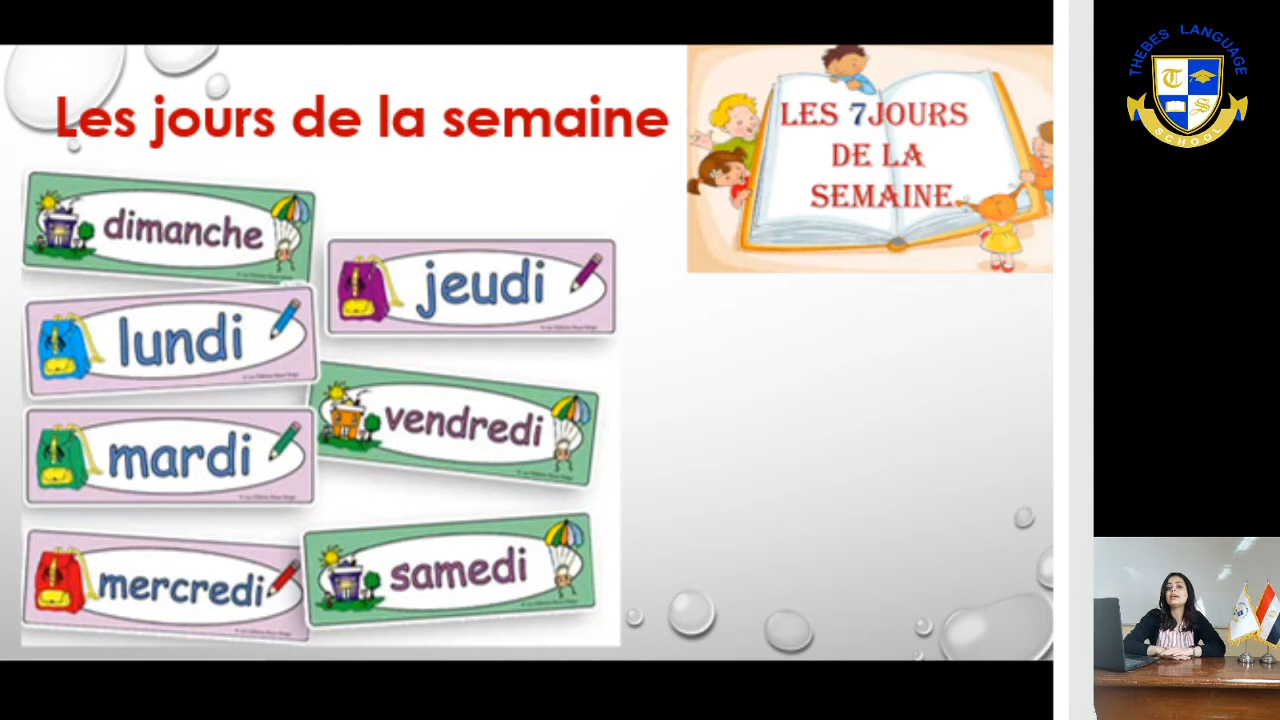 Les jours de la semaine
LES 7JOURS
DE LA
SEMAINE
dimanche
lundi
mardi
mercredi
jeudi
vendredi
samedi
THEBES LANGUAGE
SCHOOL